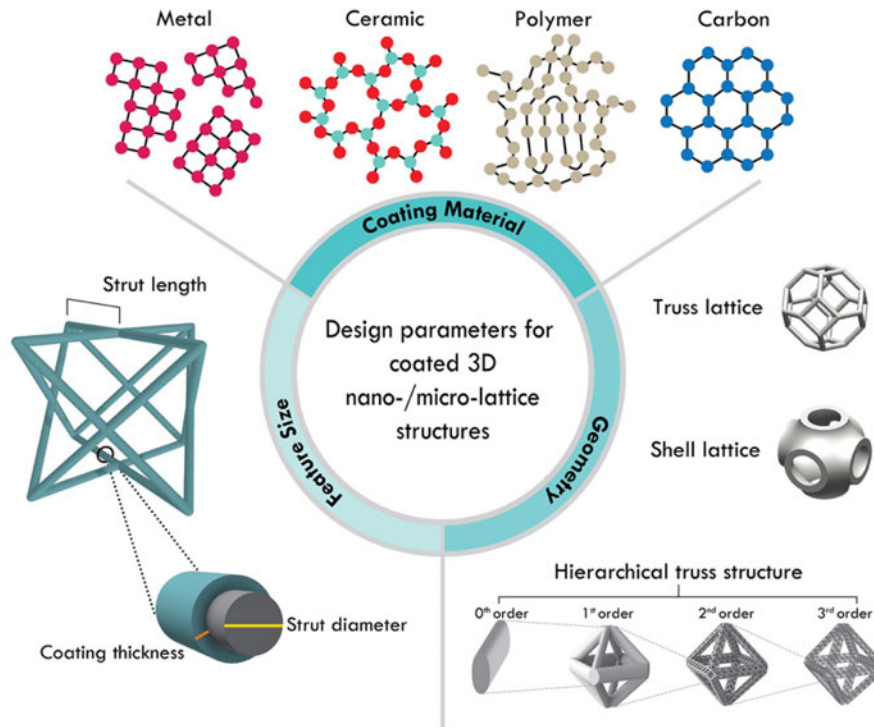 Metal
Ceramic
Polymer
Carbon
Coating Material
Strut length
Truss lattice
Design parameters for
coated 3D
nano-/micro-lattice
structures
Shell lattice
Feature Size
Geometry
Hierarchical truss structure
0th order
1st order
2nd order
3rd order
Strut diameter
Coating thickness